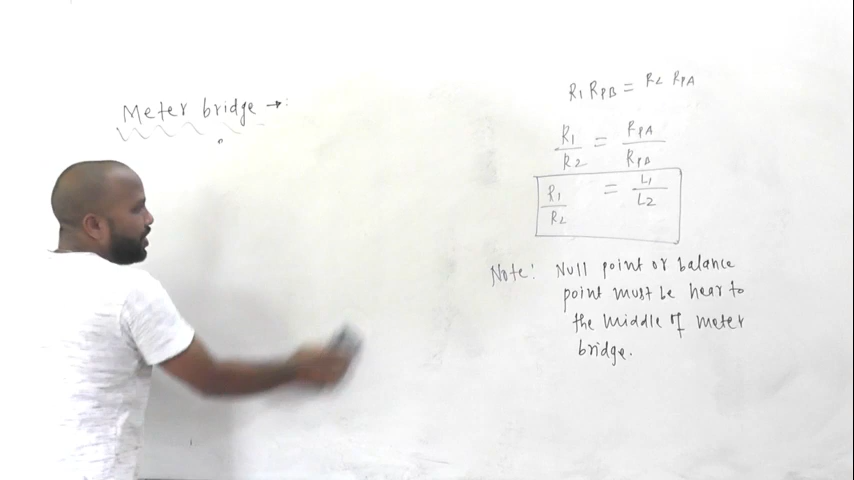 Meter bridge →:
R1 RPB = R2 RPA
R1/R2 = RPA/RPB
R1/R2 = L1/L2
Note: Null point or balance
point must be near to
the middle of meter
bridge.